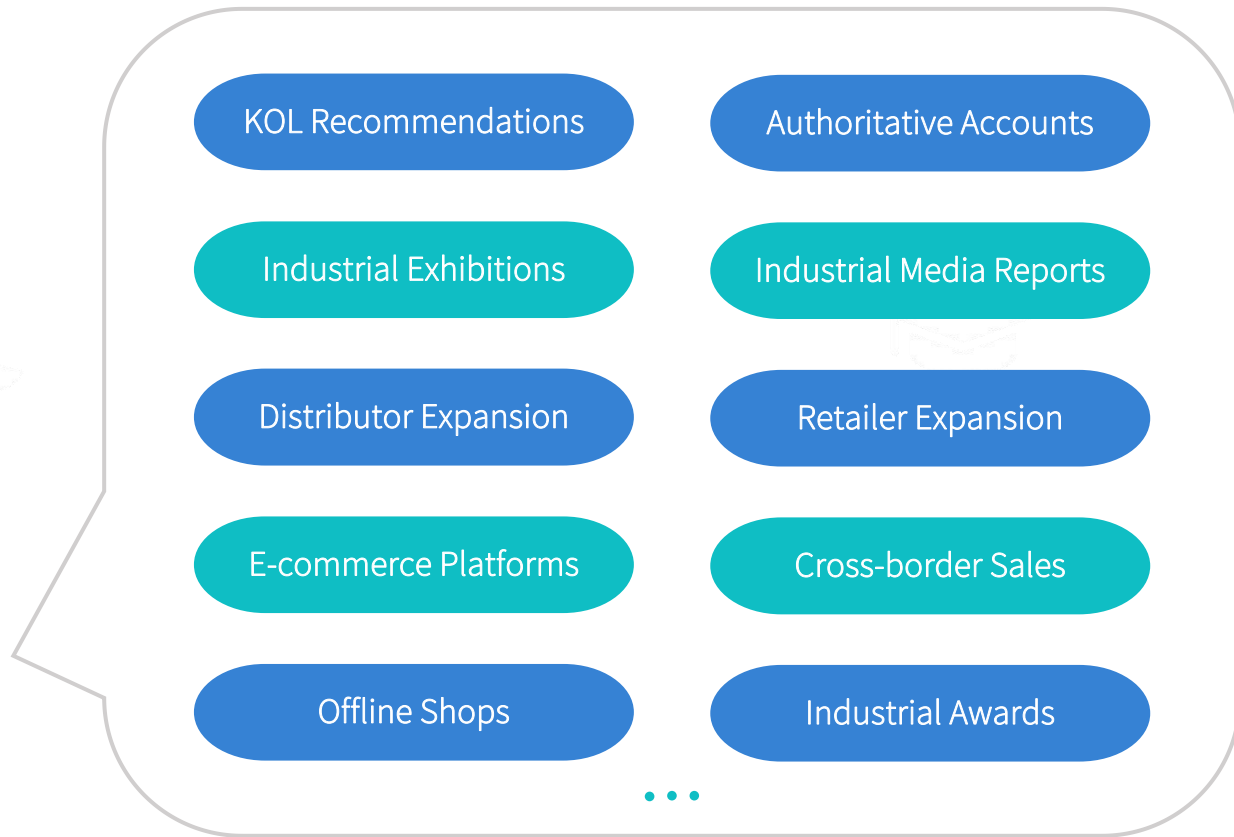 KOL Recommendations
Authoritative Accounts
Industrial Exhibitions
Industrial Media Reports
Distributor Expansion
Retailer Expansion
E-commerce Platforms
Cross-border Sales
Offline Shops
Industrial Awards
...